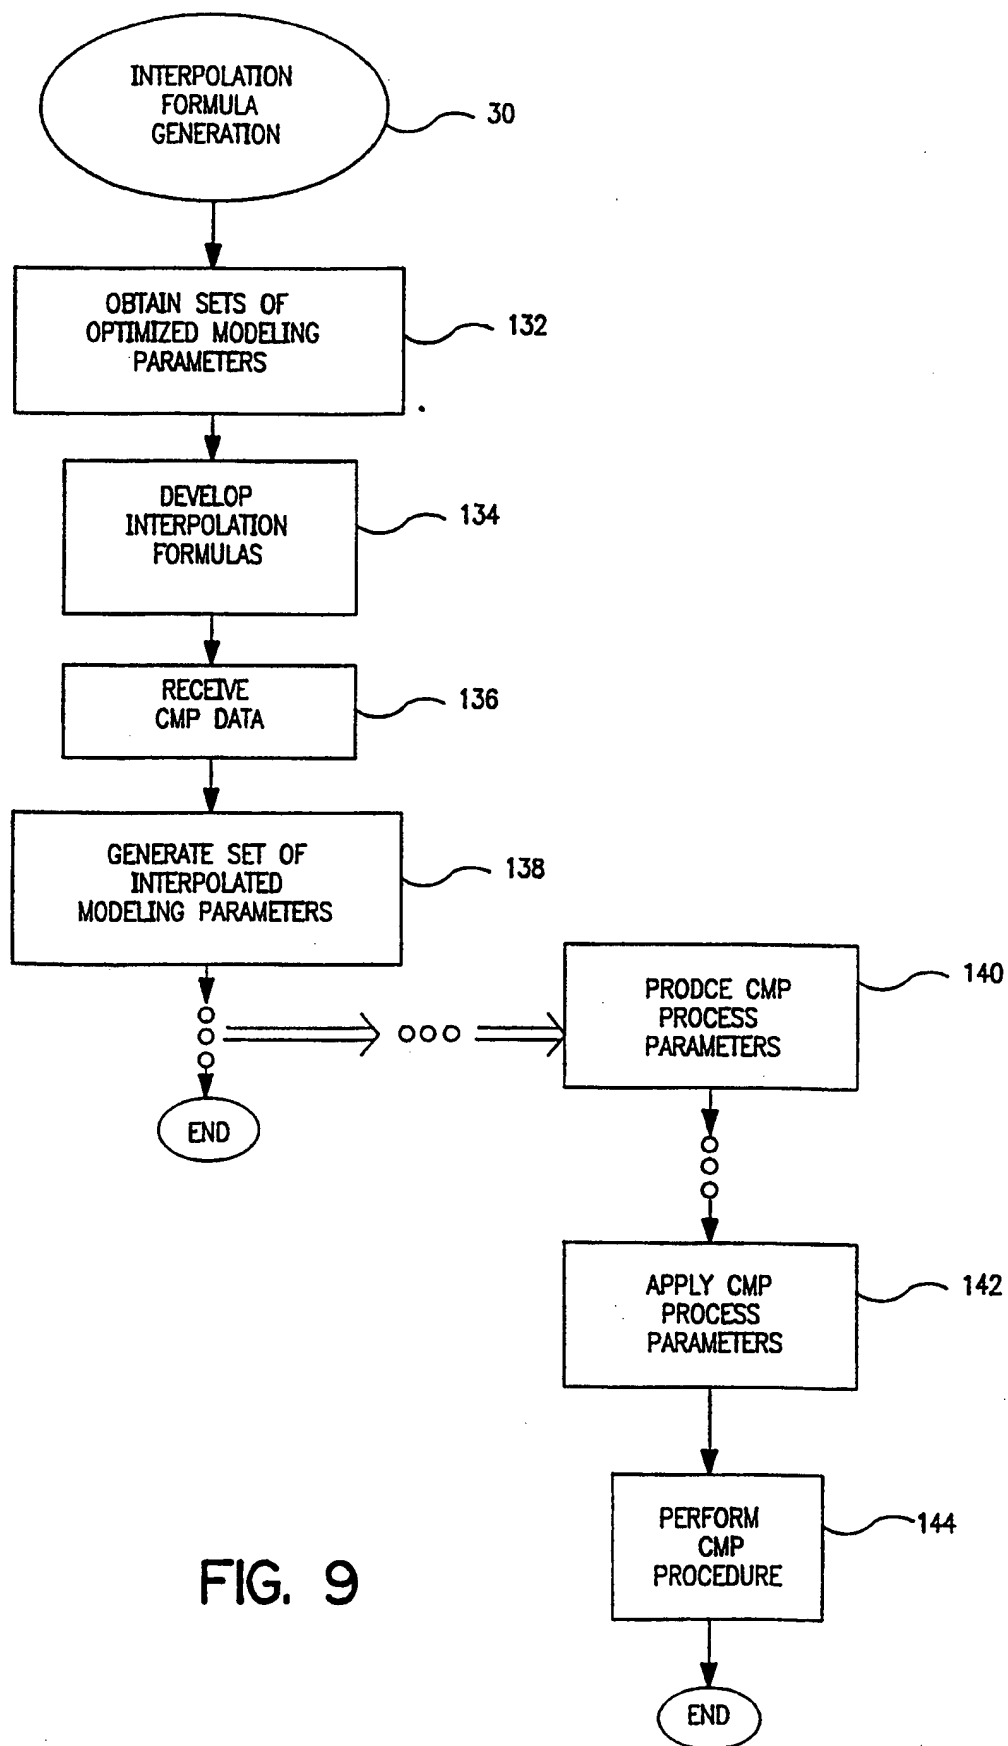 INTERPOLATION
FORMULA
GENERATION
30
OBTAIN SETS OF
OPTIMIZED MODELING
PARAMETERS
132
DEVELOP
INTERPOLATION
FORMULAS
134
RECEIVE
CMP DATA
136
GENERATE SET OF
INTERPOLATED
MODELING PARAMETERS
138
END
PRODCE CMP
PROCESS
PARAMETERS
140
APPLY CMP
PROCESS
PARAMETERS
142
PERFORM
CMP
PROCEDURE
144
END
FIG. 9